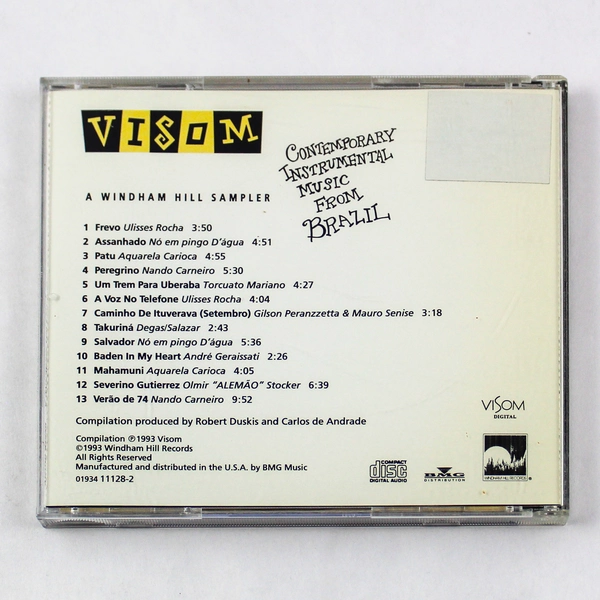 VISOM
CONTEMPORARY
INSTRUMENTAL
MUSIC
FROM
BRAZIL
A WINDHAM HILL SAMPLER
1 Frevo Ulisses Rocha 3:50
2 Assanhado Nó em pingo D'água 4:51
3 Patu Aquarela Carioca 4:55
4 Peregrino Nando Carneiro 5:30
5 Um Trem Para Uberaba Torcuato Mariano 4:27
6 A Voz No Telefone Ulisses Rocha 4:04
7 Caminho De Ituverava (Setembro) Gilson Peranzzetta & Mauro Senise 3:18
8 Takuriná Degas/Salazar 2:43
9 Salvador Nó em pingo D'água 5:36
10 Baden In My Heart André Geraissati 2:26
11 Mahamuni Aquarela Carioca 4:05
12 Severino Gutierrez Olmir "ALEMÃO" Stocker 6:39
13 Verão de 74 Nando Carneiro 9:52
Compilation produced by Robert Duskis and Carlos de Andrade
Compilation ℗1993 Visom
©1993 Windham Hill Records
All Rights Reserved
Manufactured and distributed in the U.S.A. by BMG Music
01934 11128-2
COMPACT
disc
DIGITAL AUDIO
BMG
DISTRIBUTION
VISOM
DIGITAL
WINDHAM HILL RECORDS